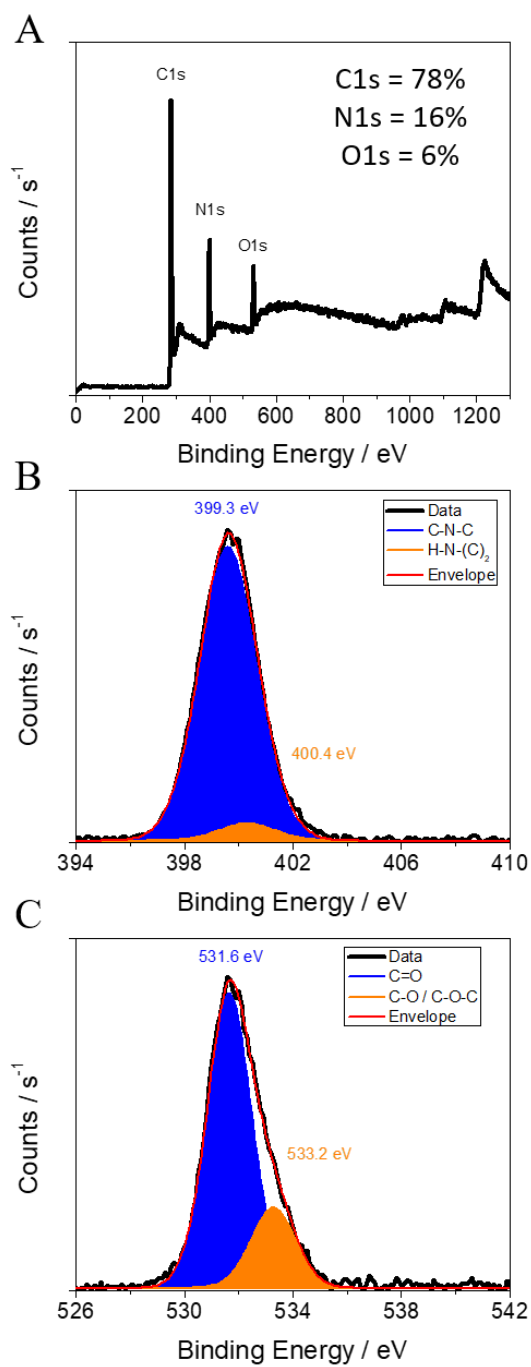 A
C1s
N1s
O1s
C1s = 78%
N1s = 16%
O1s = 6%
Counts / s⁻¹
0 200 400 600 800 1000 1200
Binding Energy / eV
B
399.3 eV
Data
C-N-C
H-N-(C)₂
Envelope
400.4 eV
Counts / s⁻¹
394 398 402 406 410
Binding Energy / eV
C
531.6 eV
Data
C=O
C-O / C-O-C
Envelope
533.2 eV
Counts / s⁻¹
526 530 534 538 542
Binding Energy / eV